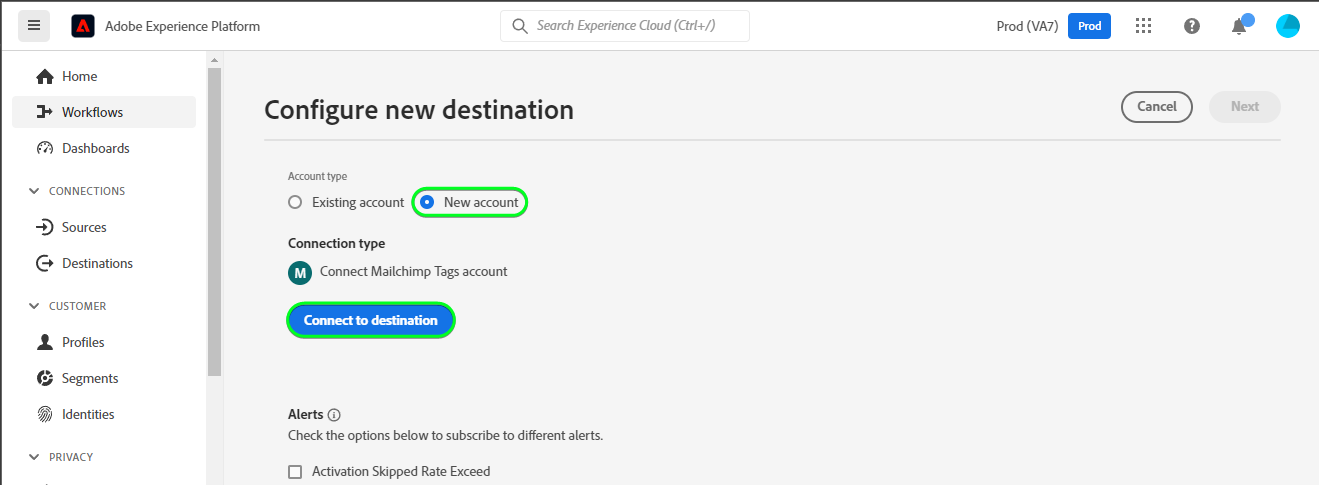 Adobe Experience Platform
Search Experience Cloud (Ctrl+/)
Prod (VA7)
Prod
Home
Workflows
Dashboards
CONNECTIONS
Sources
Destinations
CUSTOMER
Profiles
Segments
Identities
PRIVACY
Configure new destination
Cancel
Next
Account type
Existing account
New account
Connection type
M
Connect Mailchimp Tags account
Connect to destination
Alerts
Check the options below to subscribe to different alerts.
Activation Skipped Rate Exceed